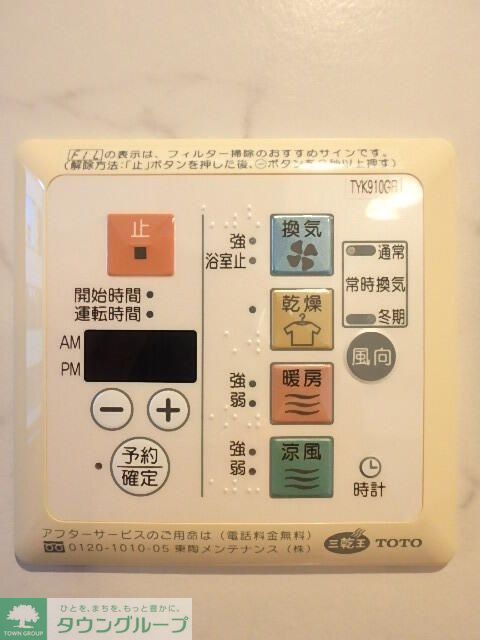 FILの表示は、フィルター掃除のおすすめサインです。
(解除方法:「止」ボタンを押した後、⊖ボタンを 以上押す)
TYK910GR
止
換気
強
浴室止
通常
常時換気
冬期
開始時間
運転時間
乾燥
AM
PM
風向
暖房
強
弱
− +
予約
確定
涼風
強
弱
時計
アフターサービスのご用命は(電話料金無料)
0120-1010-05 東陶メンテナンス(株)
三乾王 TOTO
ひとを、まちを、もっと豊かに。
タウングループ
TOWN GROUP